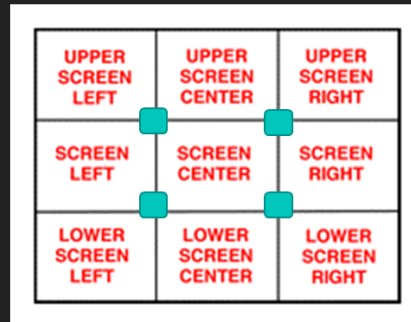 UPPER SCREEN LEFT
UPPER SCREEN CENTER
UPPER SCREEN RIGHT
SCREEN LEFT
SCREEN CENTER
SCREEN RIGHT
LOWER SCREEN LEFT
LOWER SCREEN CENTER
LOWER SCREEN RIGHT